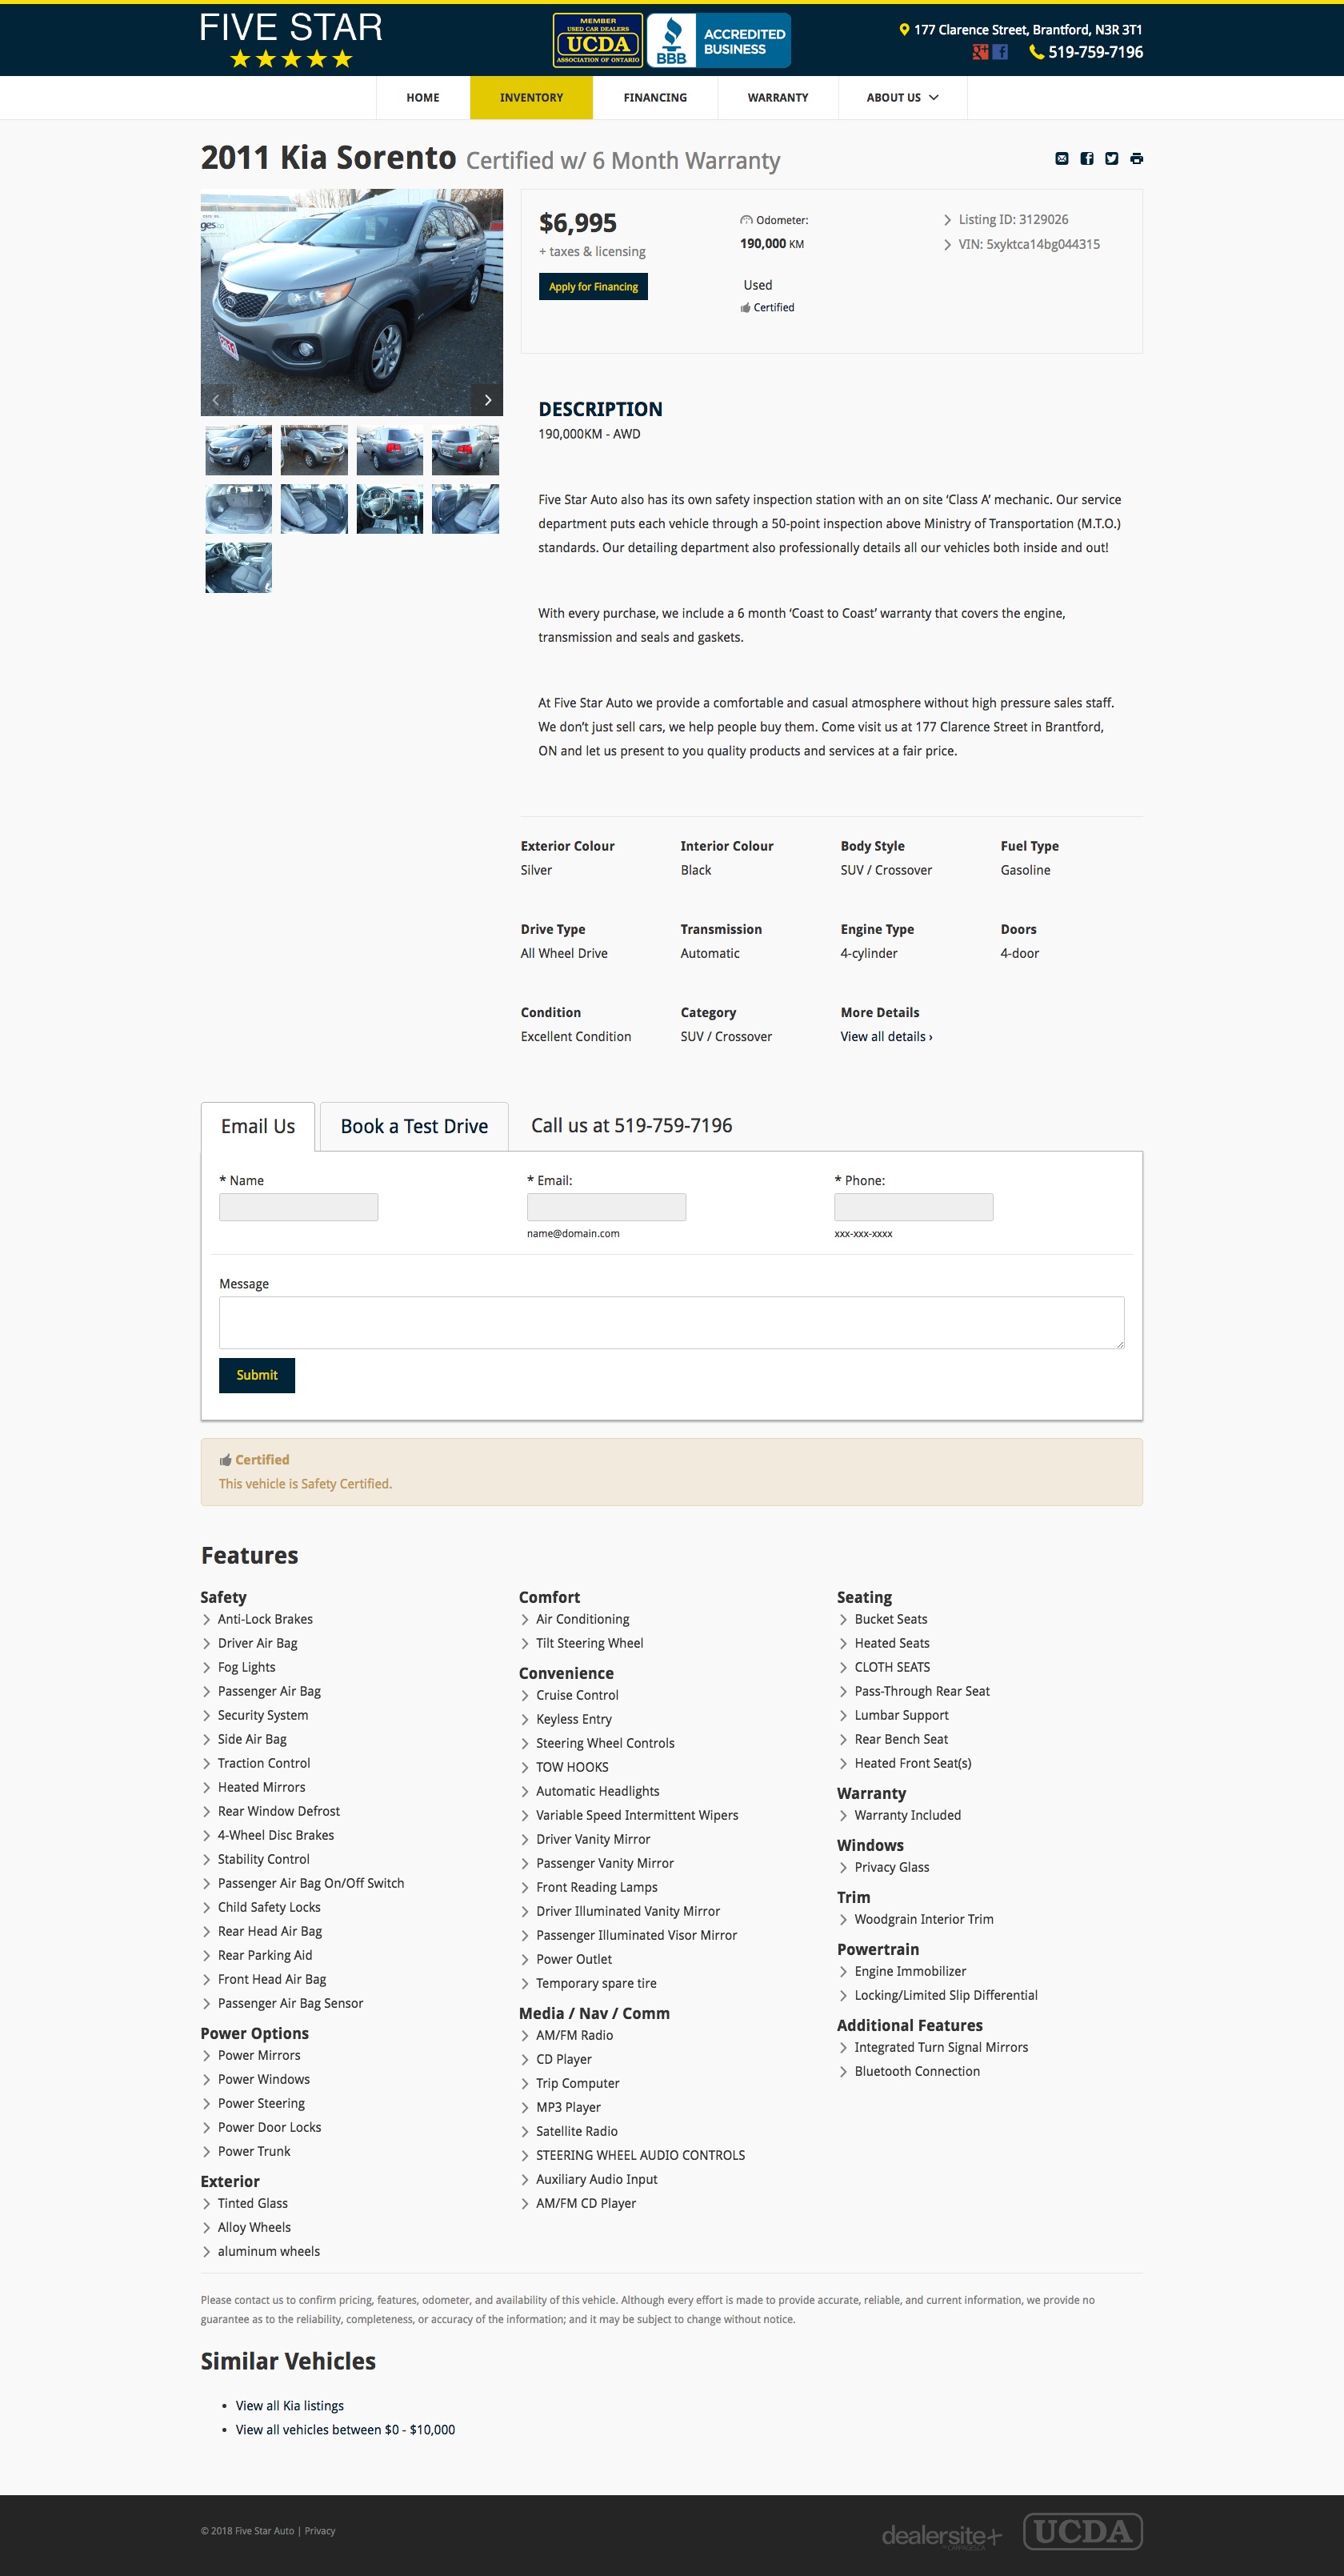 FIVE STAR
MEMBER
USED CAR DEALERS
UCDA
ASSOCIATION OF ONTARIO
BBB
ACCREDITED
BUSINESS
177 Clarence Street, Brantford, N3R 3T1
519-759-7196
HOME
INVENTORY
FINANCING
WARRANTY
ABOUT US
2011 Kia Sorento Certified w/ 6 Month Warranty
$6,995
+ taxes & licensing
Apply for Financing
Odometer:
190,000 KM
Used
Certified
Listing ID: 3129026
VIN: 5xyktca14bg044315
DESCRIPTION
190,000KM - AWD
Five Star Auto also has its own safety inspection station with an on site ‘Class A’ mechanic. Our service
department puts each vehicle through a 50-point inspection above Ministry of Transportation (M.T.O.)
standards. Our detailing department also professionally details all our vehicles both inside and out!
With every purchase, we include a 6 month ‘Coast to Coast’ warranty that covers the engine,
transmission and seals and gaskets.
At Five Star Auto we provide a comfortable and casual atmosphere without high pressure sales staff.
We don’t just sell cars, we help people buy them. Come visit us at 177 Clarence Street in Brantford,
ON and let us present to you quality products and services at a fair price.
Exterior Colour
Silver
Interior Colour
Black
Body Style
SUV / Crossover
Fuel Type
Gasoline
Drive Type
All Wheel Drive
Transmission
Automatic
Engine Type
4-cylinder
Doors
4-door
Condition
Excellent Condition
Category
SUV / Crossover
More Details
View all details ›
Email Us
Book a Test Drive
Call us at 519-759-7196
* Name
* Email:
name@domain.com
* Phone:
xxx-xxx-xxxx
Message
Submit
Certified
This vehicle is Safety Certified.
Features
Safety
Anti-Lock Brakes
Driver Air Bag
Fog Lights
Passenger Air Bag
Security System
Side Air Bag
Traction Control
Heated Mirrors
Rear Window Defrost
4-Wheel Disc Brakes
Stability Control
Passenger Air Bag On/Off Switch
Child Safety Locks
Rear Head Air Bag
Rear Parking Aid
Front Head Air Bag
Passenger Air Bag Sensor
Power Options
Power Mirrors
Power Windows
Power Steering
Power Door Locks
Power Trunk
Exterior
Tinted Glass
Alloy Wheels
aluminum wheels
Comfort
Air Conditioning
Tilt Steering Wheel
Convenience
Cruise Control
Keyless Entry
Steering Wheel Controls
TOW HOOKS
Automatic Headlights
Variable Speed Intermittent Wipers
Driver Vanity Mirror
Passenger Vanity Mirror
Front Reading Lamps
Driver Illuminated Vanity Mirror
Passenger Illuminated Visor Mirror
Power Outlet
Temporary spare tire
Media / Nav / Comm
AM/FM Radio
CD Player
Trip Computer
MP3 Player
Satellite Radio
STEERING WHEEL AUDIO CONTROLS
Auxiliary Audio Input
AM/FM CD Player
Seating
Bucket Seats
Heated Seats
CLOTH SEATS
Pass-Through Rear Seat
Lumbar Support
Rear Bench Seat
Heated Front Seat(s)
Warranty
Warranty Included
Windows
Privacy Glass
Trim
Woodgrain Interior Trim
Powertrain
Engine Immobilizer
Locking/Limited Slip Differential
Additional Features
Integrated Turn Signal Mirrors
Bluetooth Connection
Please contact us to confirm pricing, features, odometer, and availability of this vehicle. Although every effort is made to provide accurate, reliable, and current information, we provide no
guarantee as to the reliability, completeness, or accuracy of the information; and it may be subject to change without notice.
Similar Vehicles
• View all Kia listings
• View all vehicles between $0 - $10,000
© 2018 Five Star Auto | Privacy
dealersite+
UCDA